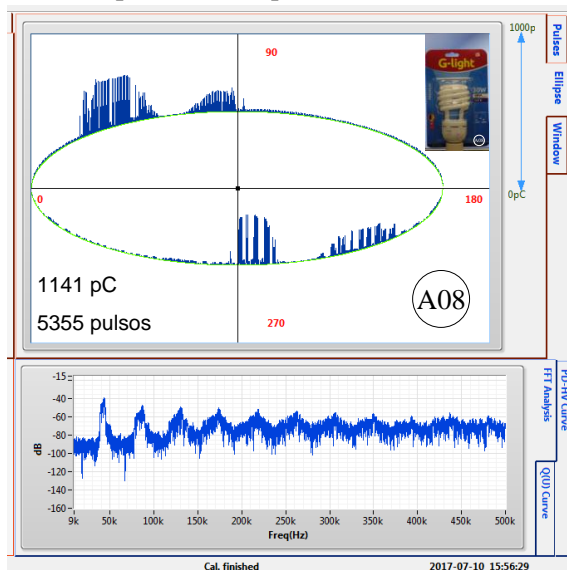 1000p
Pulses
Ellipse
Window
G-light
A08
90
0
180
0pC
1141 pC
5355 pulsos
A08
270
-15
-40
-60
-80
-100
-120
-140
-160
dB
9k 50k 100k 150k 200k 250k 300k 350k 400k 450k 500k
Freq(Hz)
PD-HV Curve
FFT Analysis
Q(U) Curve
Cal. finished
2017-07-10 15:56:29